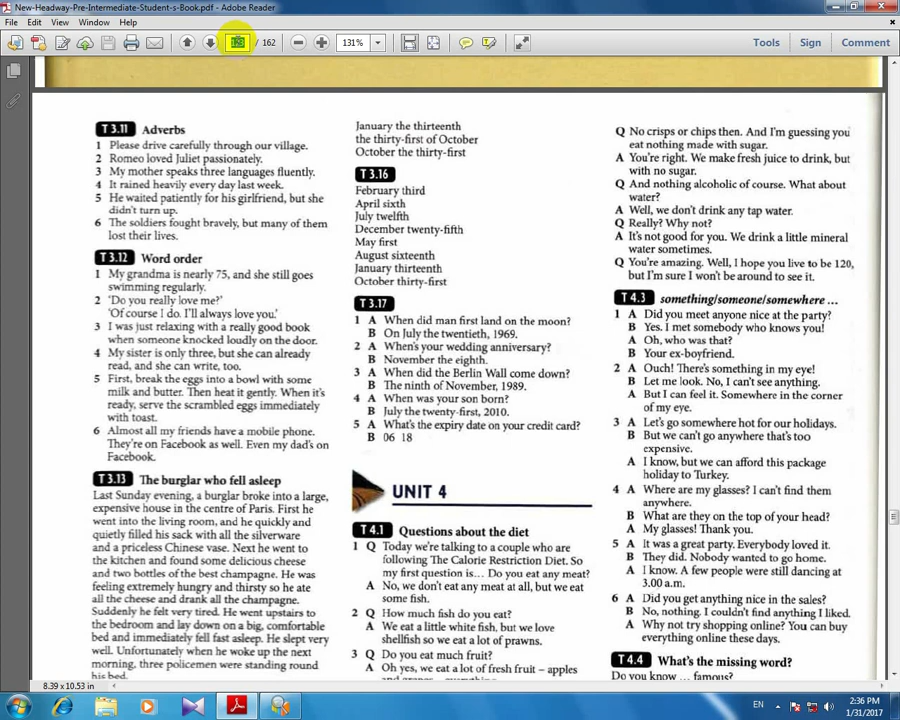 New-Headway-Pre-Intermediate-Student-s-Book.pdf - Adobe Reader
File Edit View Window Help
/ 162
131%
Tools Sign Comment
T 3.11 Adverbs
1 Please drive carefully through our village.
2 Romeo loved Juliet passionately.
3 My mother speaks three languages fluently.
4 It rained heavily every day last week.
5 He waited patiently for his girlfriend, but she
didn't turn up.
6 The soldiers fought bravely, but many of them
lost their lives.
T 3.12 Word order
1 My grandma is nearly 75, and she still goes
swimming regularly.
2 'Do you really love me?'
'Of course I do. I'll always love you.'
3 I was just relaxing with a really good book
when someone knocked loudly on the door.
4 My sister is only three, but she can already
read, and she can write, too.
5 First, break the eggs into a bowl with some
milk and butter. Then heat it gently. When it's
ready, serve the scrambled eggs immediately
with toast.
6 Almost all my friends have a mobile phone.
They're on Facebook as well. Even my dad's on
Facebook.
T 3.13 The burglar who fell asleep
Last Sunday evening, a burglar broke into a large,
expensive house in the centre of Paris. First he
went into the living room, and he quickly and
quietly filled his sack with all the silverware
and a priceless Chinese vase. Next he went to
the kitchen and found some delicious cheese
and two bottles of the best champagne. He was
feeling extremely hungry and thirsty so he ate
all the cheese and drank all the champagne.
Suddenly he felt very tired. He went upstairs to
the bedroom and lay down on a big, comfortable
bed and immediately fell fast asleep. He slept very
well. Unfortunately when he woke up the next
morning, three policemen were standing round
his bed.
January the thirteenth
the thirty-first of October
October the thirty-first
T 3.16
February third
April sixth
July twelfth
December twenty-fifth
May first
August sixteenth
January thirteenth
October thirty-first
T 3.17
1 A When did man first land on the moon?
B On July the twentieth, 1969.
2 A When's your wedding anniversary?
B November the eighth.
3 A When did the Berlin Wall come down?
B The ninth of November, 1989.
4 A When was your son born?
B July the twenty-first, 2010.
5 A What's the expiry date on your credit card?
B 06 18
UNIT 4
T 4.1 Questions about the diet
1 Q Today we're talking to a couple who are
following The Calorie Restriction Diet. So
my first question is... Do you eat any meat?
A No, we don't eat any meat at all, but we eat
some fish.
2 Q How much fish do you eat?
A We eat a little white fish, but we love
shellfish so we eat a lot of prawns.
3 Q Do you eat much fruit?
A Oh yes, we eat a lot of fresh fruit – apples
Q No crisps or chips then. And I'm guessing you
eat nothing made with sugar.
A You're right. We make fresh juice to drink, but
with no sugar.
Q And nothing alcoholic of course. What about
water?
A Well, we don't drink any tap water.
Q Really? Why not?
A It's not good for you. We drink a little mineral
water sometimes.
Q You're amazing. Well, I hope you live to be 120,
but I'm sure I won't be around to see it.
T 4.3 something/someone/somewhere ...
1 A Did you meet anyone nice at the party?
B Yes. I met somebody who knows you!
A Oh, who was that?
B Your ex-boyfriend.
2 A Ouch! There's something in my eye!
B Let me look. No, I can't see anything.
A But I can feel it. Somewhere in the corner
of my eye.
3 A Let's go somewhere hot for our holidays.
B But we can't go anywhere that's too
expensive.
A I know, but we can afford this package
holiday to Turkey.
4 A Where are my glasses? I can't find them
anywhere.
B What are they on the top of your head?
A My glasses! Thank you.
5 A It was a great party. Everybody loved it.
B They did. Nobody wanted to go home.
A I know. A few people were still dancing at
3.00 a.m.
6 A Did you get anything nice in the sales?
B No, nothing. I couldn't find anything I liked.
A Why not try shopping online? You can buy
everything online these days.
T 4.4 What's the missing word?
Do you know ... famous?
8.39 x 10.53 in
EN
2:36 PM
1/31/2017